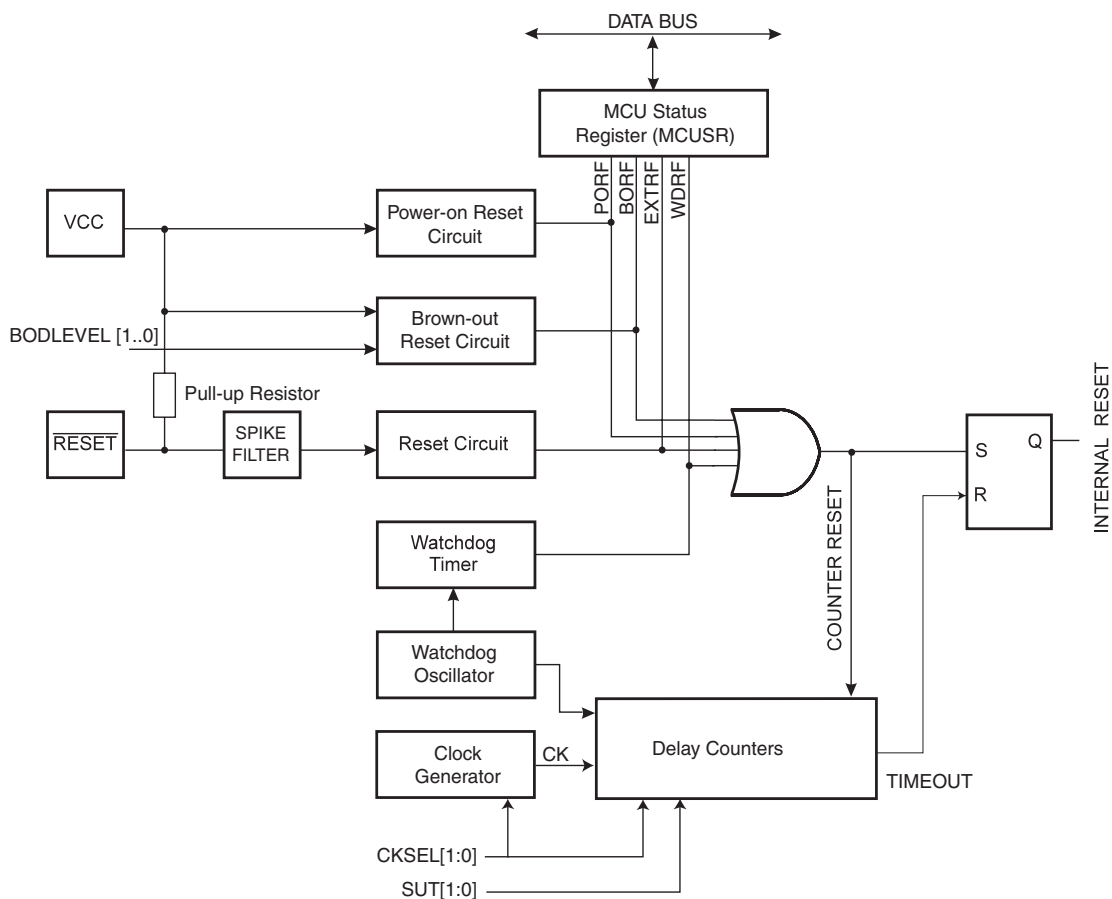 DATA BUS
MCU Status
Register (MCUSR)
PORF
BORF
EXTRF
WDRF
VCC
Power-on Reset
Circuit
BODLEVEL [1..0]
Brown-out
Reset Circuit
Pull-up Resistor
RESET
SPIKE
FILTER
Reset Circuit
S
Q
R
INTERNAL RESET
Watchdog
Timer
COUNTER RESET
Watchdog
Oscillator
Clock
Generator
CK
Delay Counters
TIMEOUT
CKSEL[1:0]
SUT[1:0]